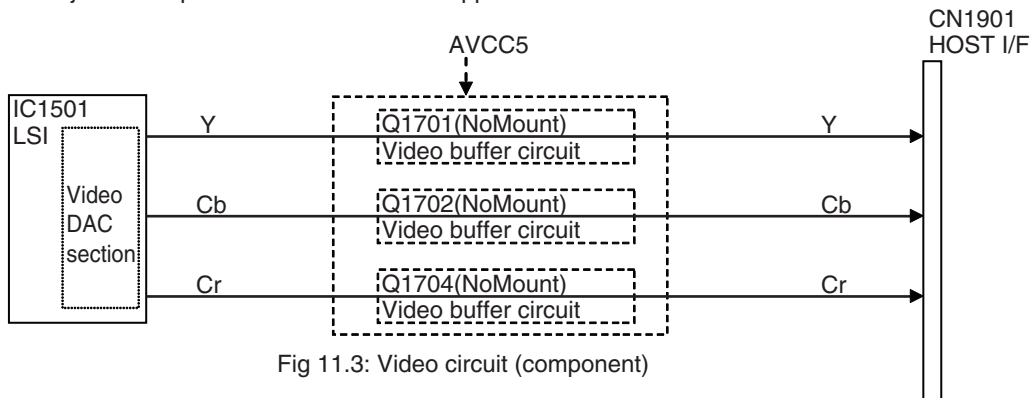 CN1901
HOST I/F
AVCC5
IC1501
LSI
Video
DAC
section
Y
Q1701(NoMount)
Video buffer circuit
Y
Cb
Q1702(NoMount)
Video buffer circuit
Cb
Cr
Q1704(NoMount)
Video buffer circuit
Cr
Fig 11.3: Video circuit (component)